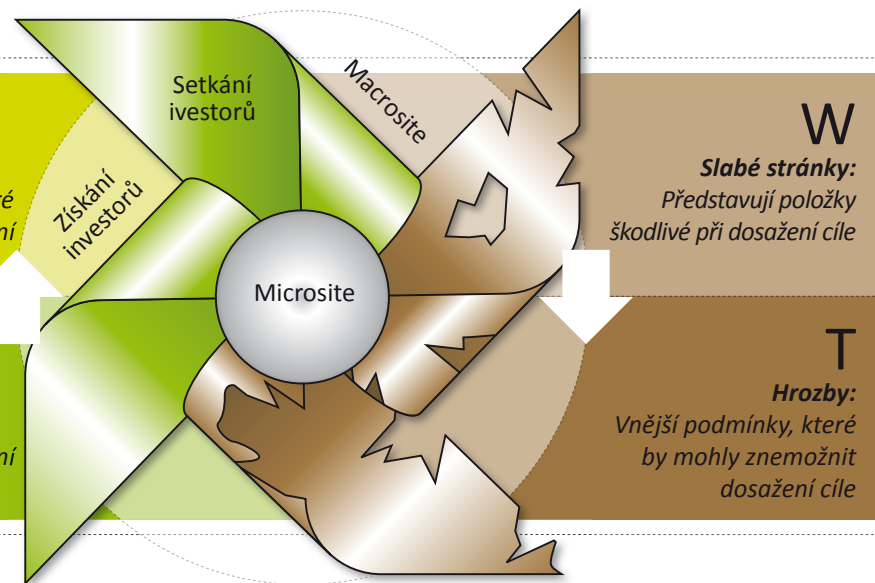 Setkání
ivestorů
Macrosite
Získání
investorů
Microsite
W
Slabé stránky:
Představují položky
škodlivé při dosažení cíle
T
Hrozby:
Vnější podmínky, které
by mohly znemožnit
dosažení cíle